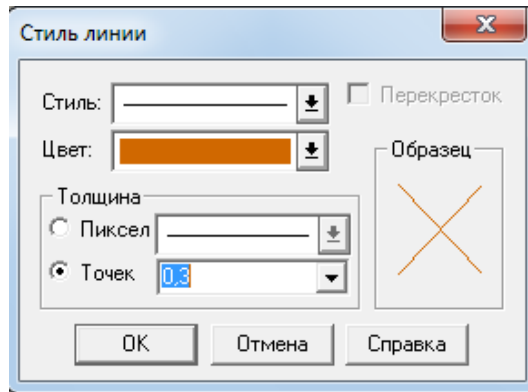 Стиль линии
Стиль:
Перекресток
Цвет:
Образец
Толщина
Пиксел
Точек 0,3
OK Отмена Справка